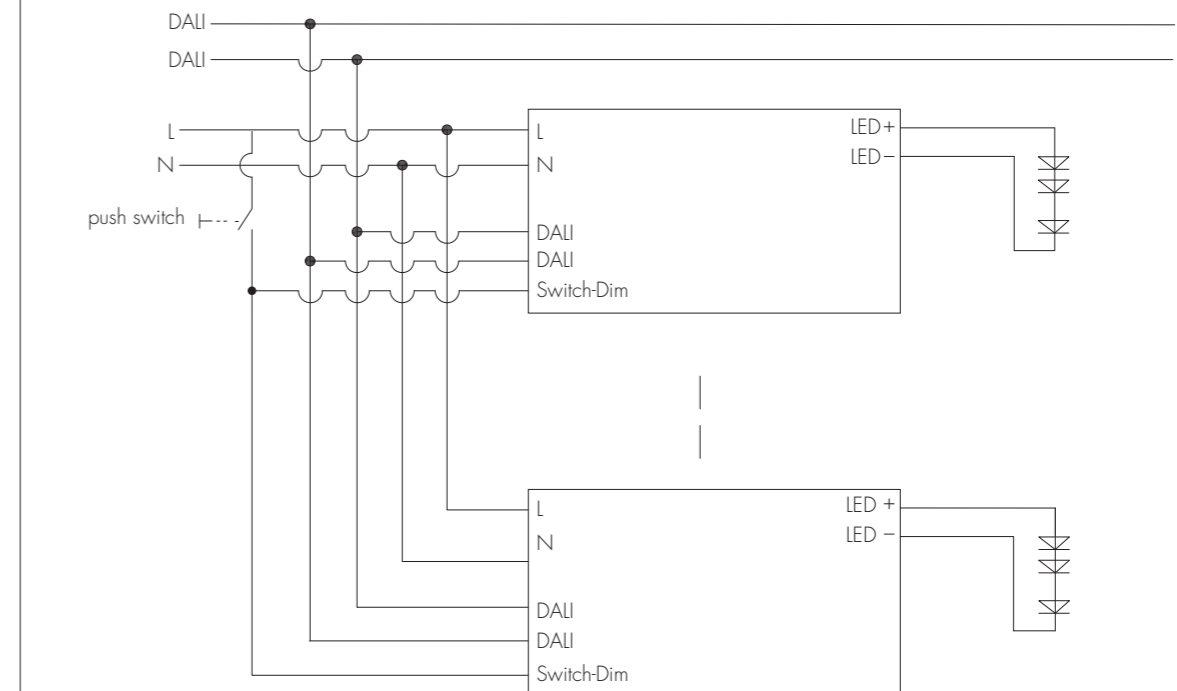 DALI
DALI
L
L
LED+
N
N
LED–
push switch
DALI
DALI
Switch-Dim
L
LED +
N
LED –
DALI
DALI
Switch-Dim